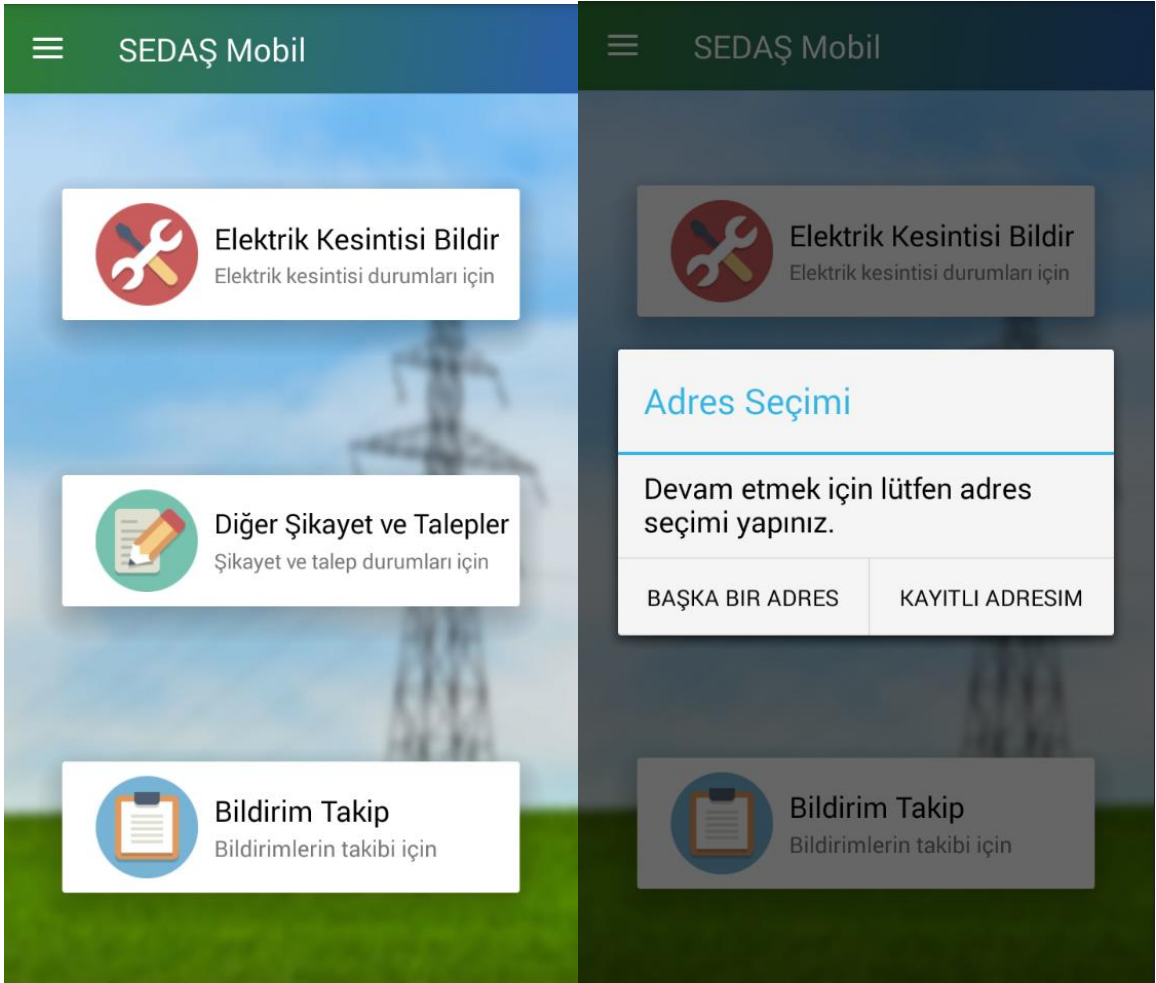 SEDAŞ Mobil
Elektrik Kesintisi Bildir
Elektrik kesintisi durumları için
Diğer Şikayet ve Talepler
Şikayet ve talep durumları için
Bildirim Takip
Bildirimlerin takibi için
SEDAŞ Mobil
Elektrik Kesintisi Bildir
Elektrik kesintisi durumları için
Adres Seçimi
Devam etmek için lütfen adres
seçimi yapınız.
BAŞKA BIR ADRES
KAYITLI ADRESIM
Bildirim Takip
Bildirimlerin takibi için